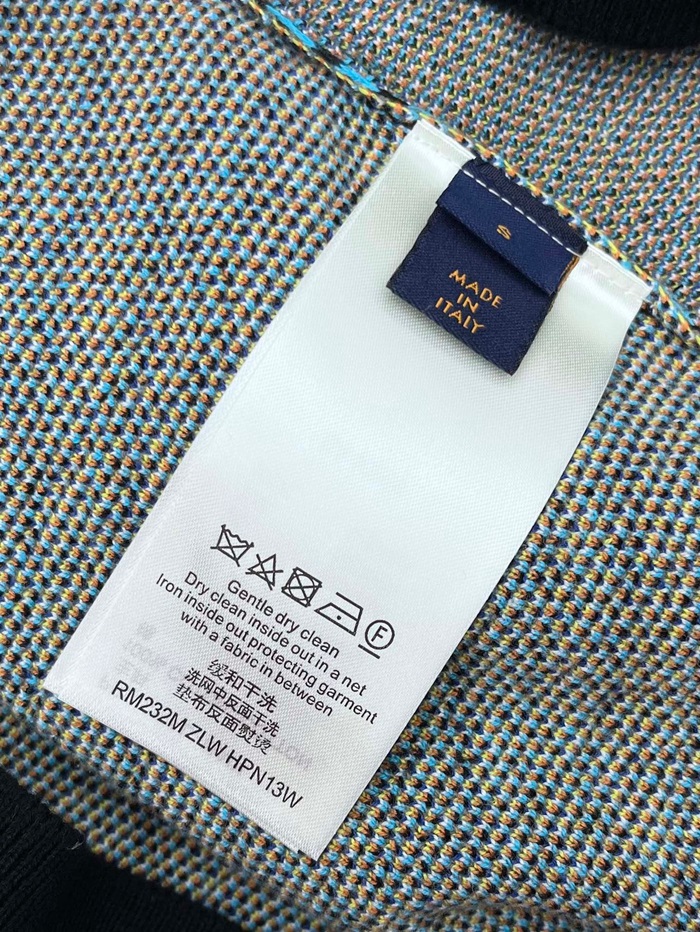 S
MADE
IN
ITALY
F
Gentle dry clean
Dry clean inside out in a net
Iron inside out protecting garment
with a fabric in between
缓和干洗
洗网中反面干洗
垫布反面熨烫
RM232M ZLW HPN13W